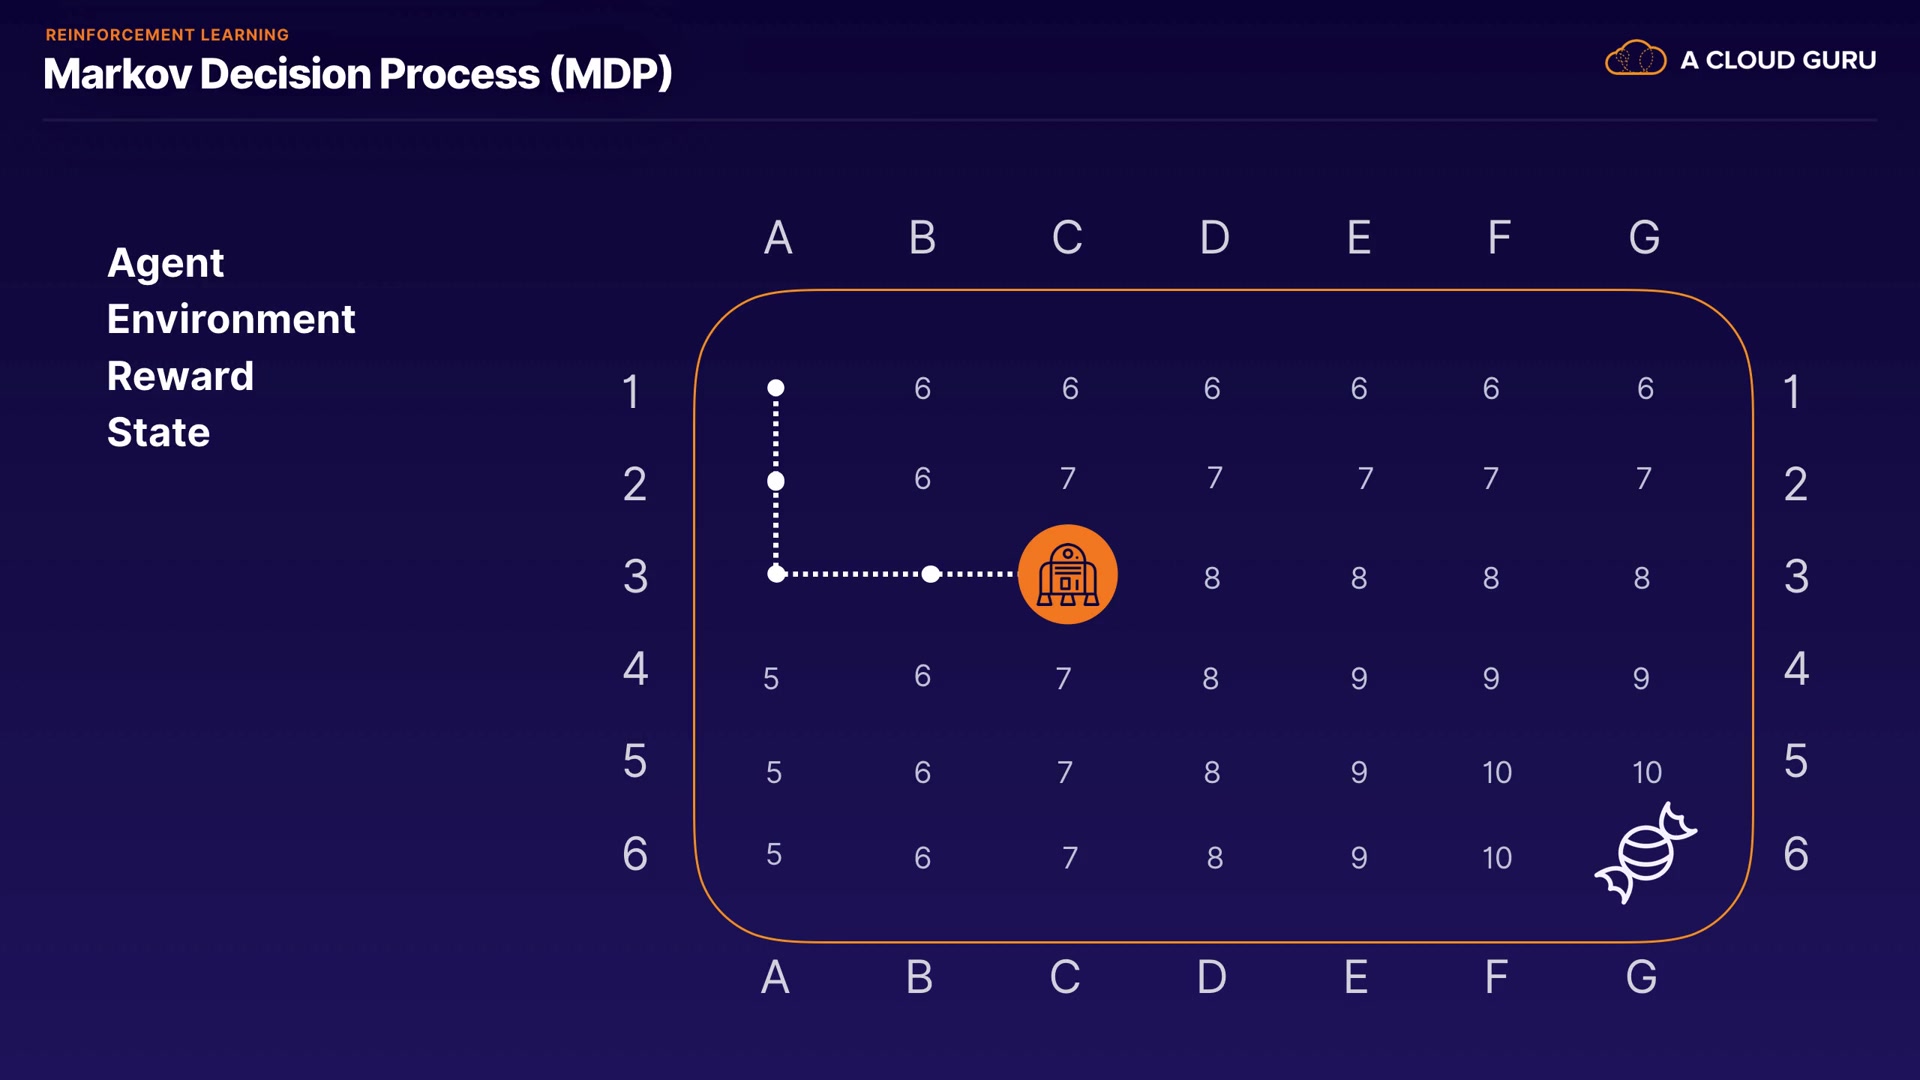 REINFORCEMENT LEARNING
Markov Decision Process (MDP)
A CLOUD GURU
Agent
Environment
Reward
State
A B C D E F G
1 6 6 6 6 6 6 1
2 6 7 7 7 7 7 2
3 8 8 8 8 3
4 5 6 7 8 9 9 9 4
5 5 6 7 8 9 10 10 5
6 5 6 7 8 9 10 6
A B C D E F G